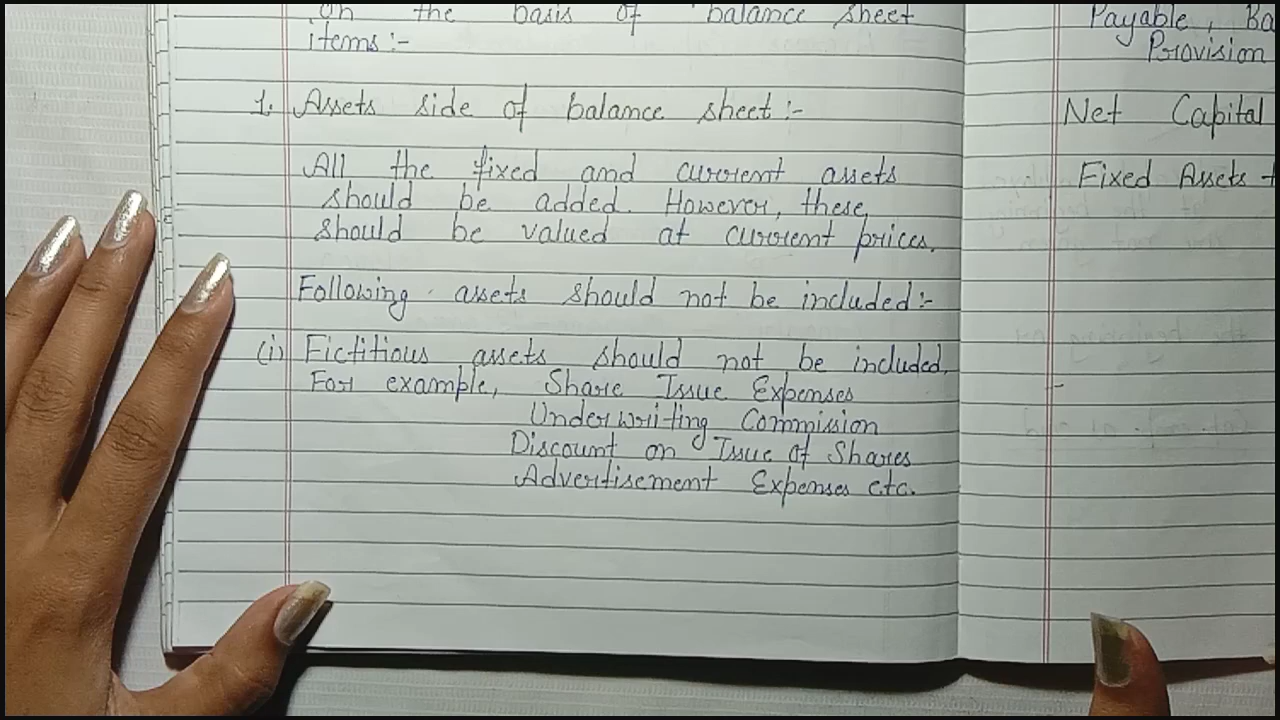 On the basis of balance sheet
items:-
1. Assets side of balance sheet:-
All the fixed and current assets
should be added. However, these
should be valued at current prices.
Following assets should not be included:-
(i) Fictitious assets should not be included.
For example, Share Issue Expenses
Underwriting Commission
Discount on Issue of Shares
Advertisement Expenses etc.
Payable, Ba
Provision
Net Capital
Fixed Assets +